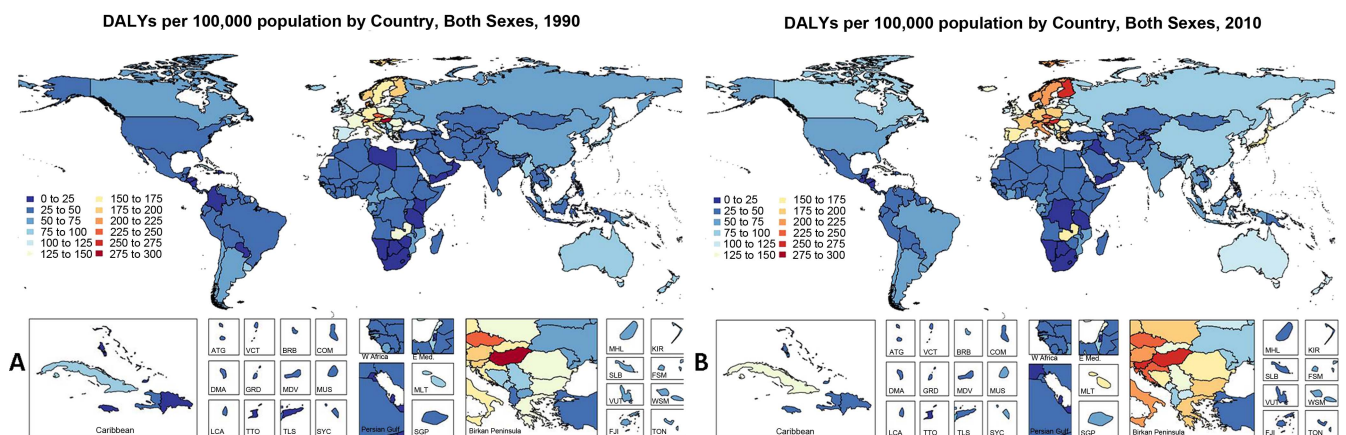 DALYs per 100,000 population by Country, Both Sexes, 1990
0 to 25
25 to 50
50 to 75
75 to 100
100 to 125
125 to 150
150 to 175
175 to 200
200 to 225
225 to 250
250 to 275
275 to 300
A
Caribbean
ATG
VCT
BRB
COM
DMA
GRD
MDV
MUS
LCA
TTO
TLS
SYC
W Africa
E Med.
MLT
Persian Gulf
SGP
Birkan Peninsula
MHL
KIR
SLB
FSM
VUT
WSM
FJI
TON
DALYs per 100,000 population by Country, Both Sexes, 2010
0 to 25
25 to 50
50 to 75
75 to 100
100 to 125
125 to 150
150 to 175
175 to 200
200 to 225
225 to 250
250 to 275
275 to 300
B
Caribbean
ATG
VCT
BRB
COM
DMA
GRD
MDV
MUS
LCA
TTO
TLS
SYC
W Africa
E Med.
MLT
Persian Gulf
SGP
Birkan Peninsula
MHL
KIR
SLB
FSM
VUT
WSM
FJI
TON